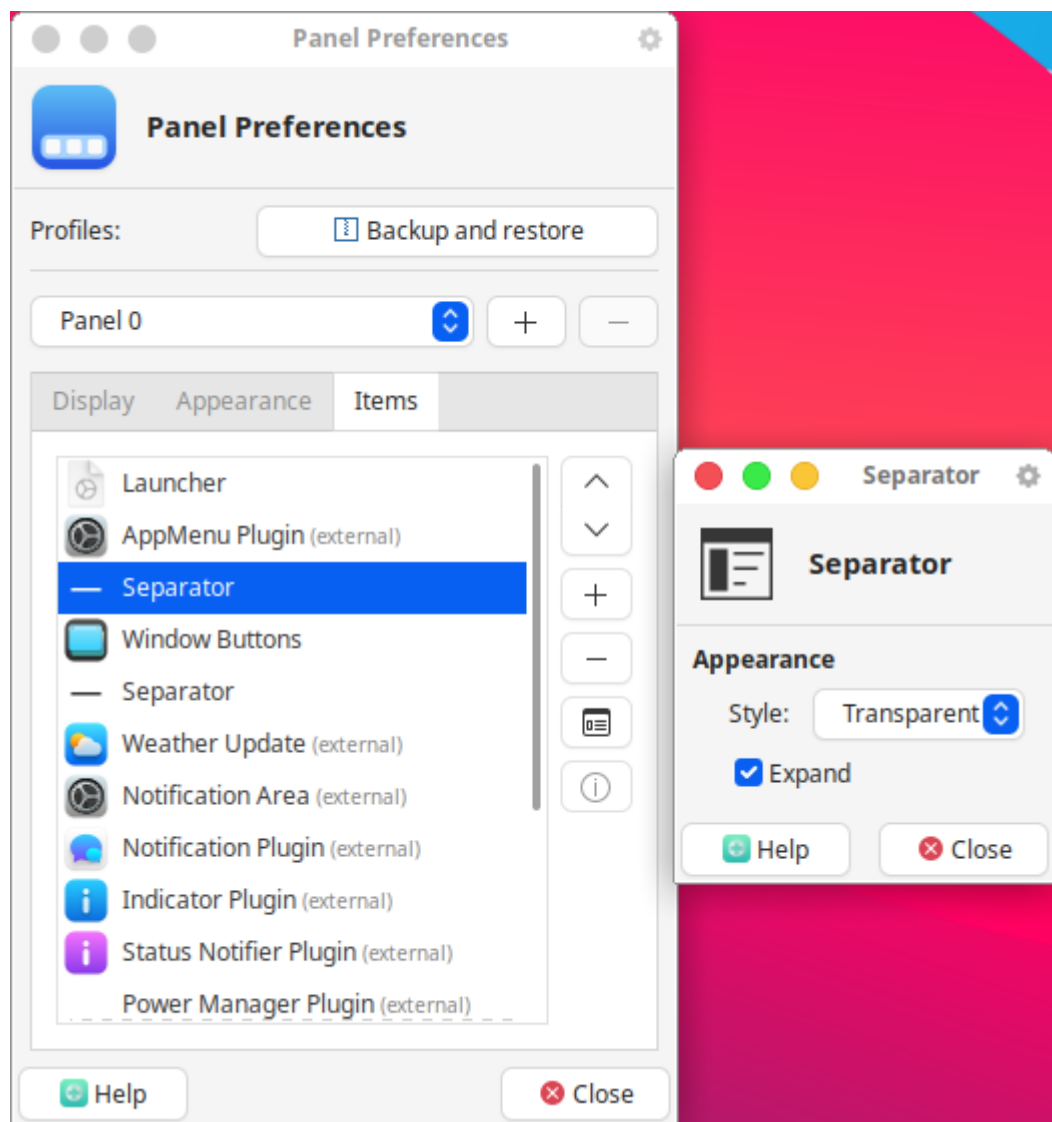 Panel Preferences
Panel Preferences
Profiles:
Backup and restore
Panel 0
Display Appearance Items
Launcher
AppMenu Plugin (external)
Separator
Window Buttons
Separator
Weather Update (external)
Notification Area (external)
Notification Plugin (external)
Indicator Plugin (external)
Status Notifier Plugin (external)
Power Manager Plugin (external)
Help
Close
Separator
Separator
Appearance
Style: Transparent
Expand
Help
Close